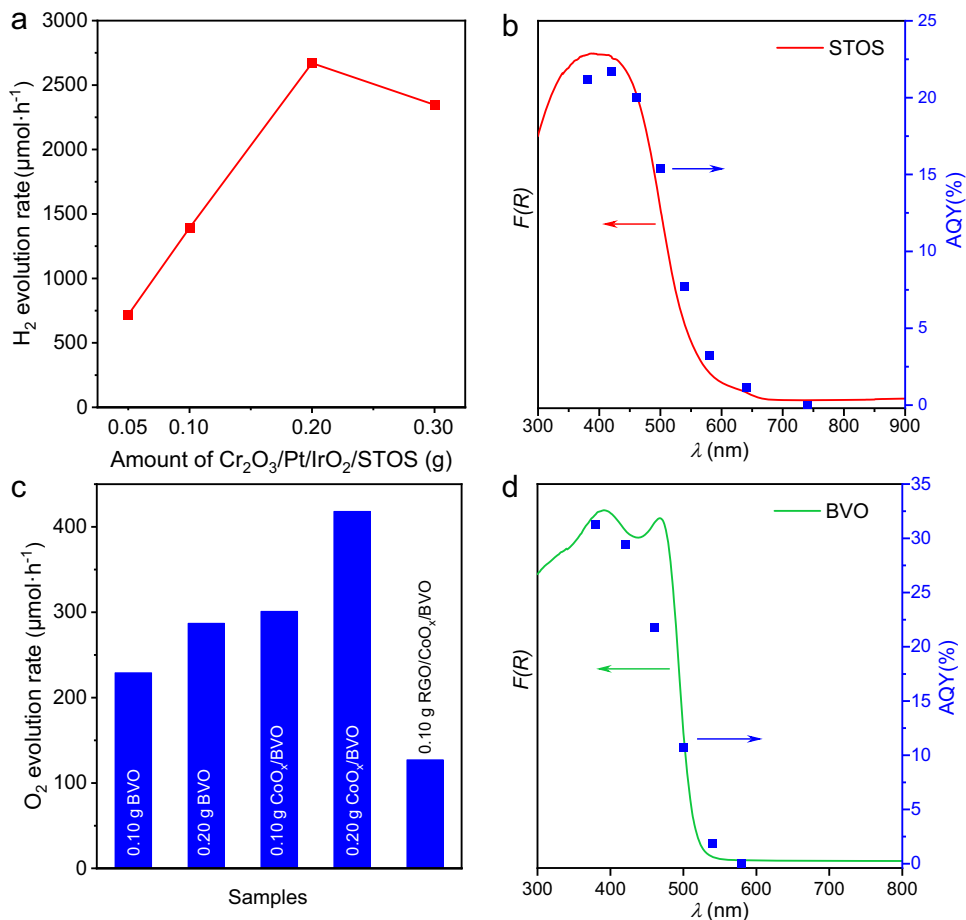 a
3000
2500
2000
1500
1000
500
0
H₂ evolution rate (μmol·h⁻¹)
0.05 0.10 0.20 0.30
Amount of Cr₂O₃/Pt/IrO₂/STOS (g)
b
STOS
F(R)
25
20
15
10
5
0
AQY(%)
300 400 500 600 700 800 900
λ (nm)
c
400
300
200
100
0
O₂ evolution rate (μmol·h⁻¹)
0.10 g BVO
0.20 g BVO
0.10 g CoOₓ/BVO
0.20 g CoOₓ/BVO
0.10 g RGO/CoOₓ/BVO
Samples
d
BVO
F(R)
35
30
25
20
15
10
5
0
AQY(%)
300 400 500 600 700 800
λ (nm)